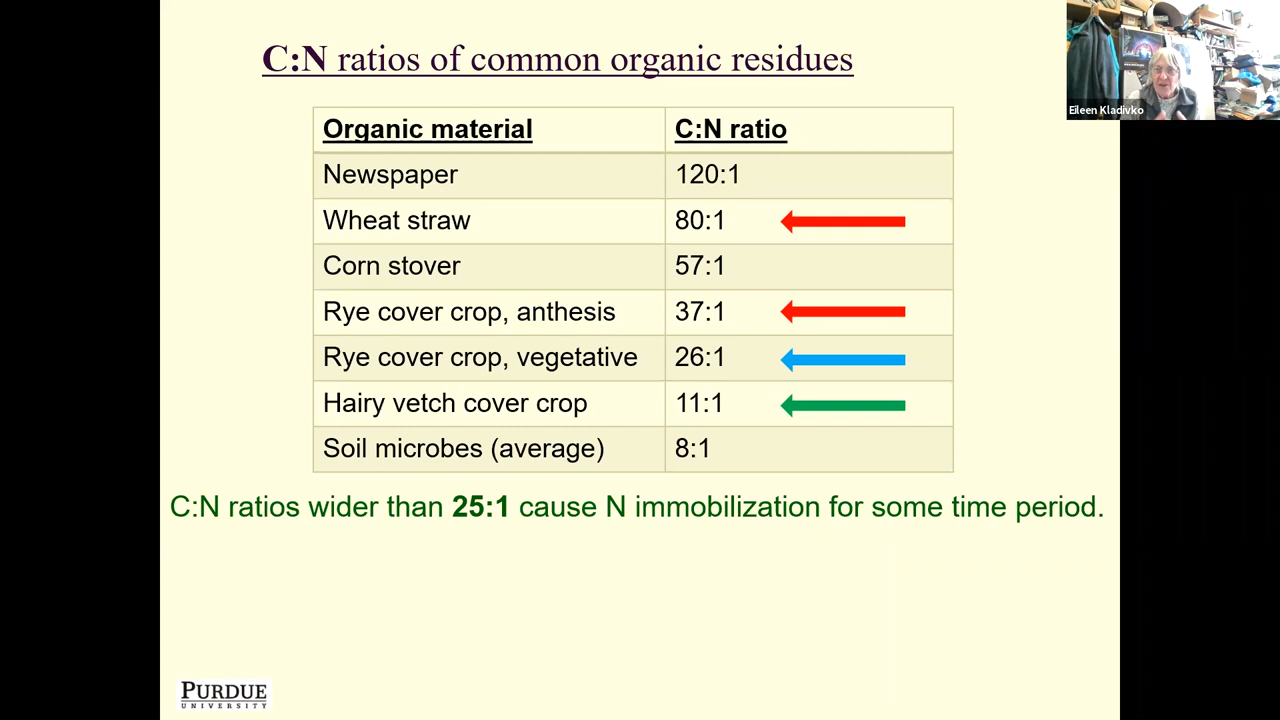 C:N ratios of common organic residues
Eileen Kladivko
Organic material C:N ratio
Newspaper 120:1
Wheat straw 80:1
Corn stover 57:1
Rye cover crop, anthesis 37:1
Rye cover crop, vegetative 26:1
Hairy vetch cover crop 11:1
Soil microbes (average) 8:1
C:N ratios wider than 25:1 cause N immobilization for some time period.
PURDUE
UNIVERSITY